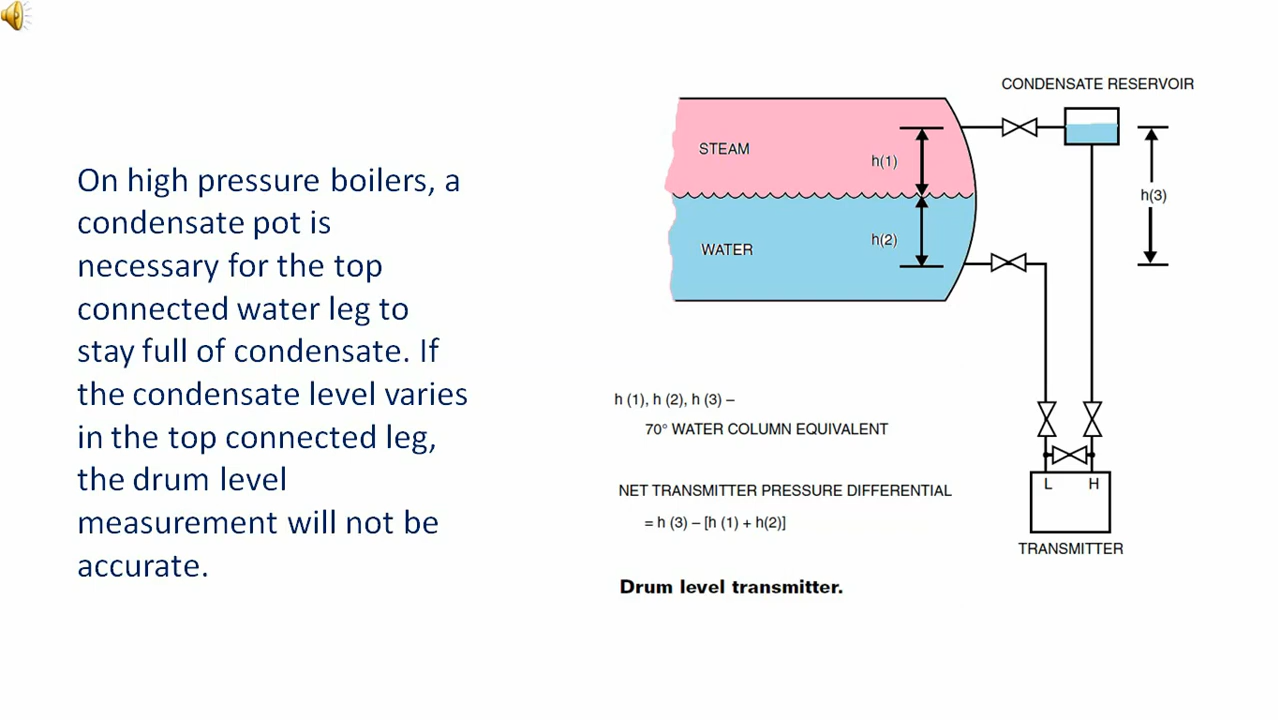 On high pressure boilers, a
condensate pot is
necessary for the top
connected water leg to
stay full of condensate. If
the condensate level varies
in the top connected leg,
the drum level
measurement will not be
accurate.
CONDENSATE RESERVOIR
STEAM
h(1)
h(3)
WATER
h(2)
h (1), h (2), h (3) –
70° WATER COLUMN EQUIVALENT
NET TRANSMITTER PRESSURE DIFFERENTIAL
= h (3) – [h (1) + h(2)]
L H
TRANSMITTER
Drum level transmitter.